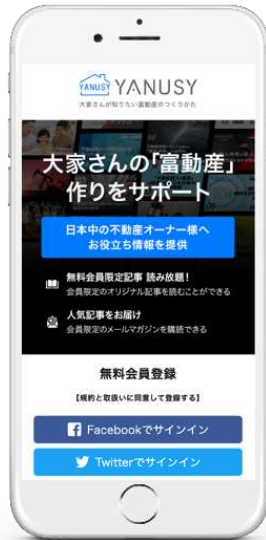 YANUSY YANUSY
大家さんが知りたい富動産のつくりかた
大家さんの「富動産」
作りをサポート
日本中の不動産オーナー様へ
お役立ち情報を提供
無料会員限定記事 読み放題！
会員限定のオリジナル記事を読むことができる
人気記事をお届け
会員限定のメールマガジンを購読できる
無料会員登録
【規約と取扱いに同意して登録する】
Facebookでサインイン
Twitterでサインイン